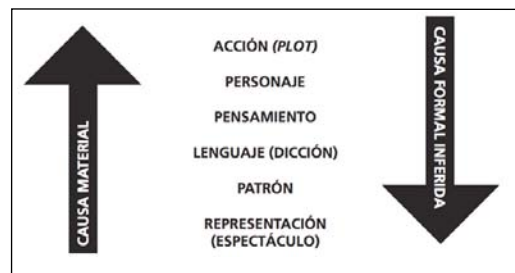 CAUSA MATERIAL
ACCIÓN (PLOT)
PERSONAJE
PENSAMIENTO
LENGUAJE (DICCIÓN)
PATRÓN
REPRESENTACIÓN
(ESPECTÁCULO)
CAUSA FORMAL INFERIDA